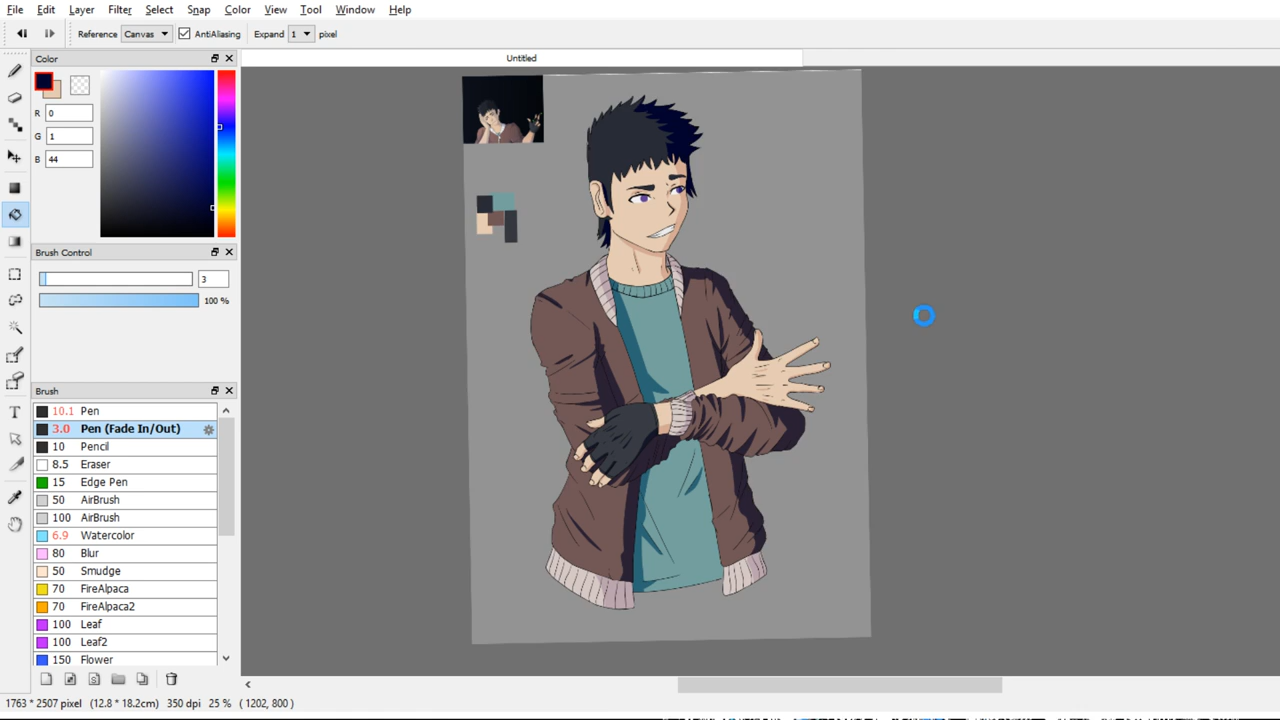 File Edit Layer Filter Select Snap Color View Tool Window Help
Reference Canvas AntiAliasing Expand 1 pixel
Color
Untitled
R 0
G 1
B 44
Brush Control
3
100 %
Brush
10.1 Pen
3.0 Pen (Fade In/Out)
10 Pencil
8.5 Eraser
15 Edge Pen
50 AirBrush
100 AirBrush
6.9 Watercolor
80 Blur
50 Smudge
70 FireAlpaca
70 FireAlpaca2
100 Leaf
100 Leaf2
150 Flower
1763 * 2507 pixel (12.8 * 18.2cm) 350 dpi 25 % ( 1202, 800 )